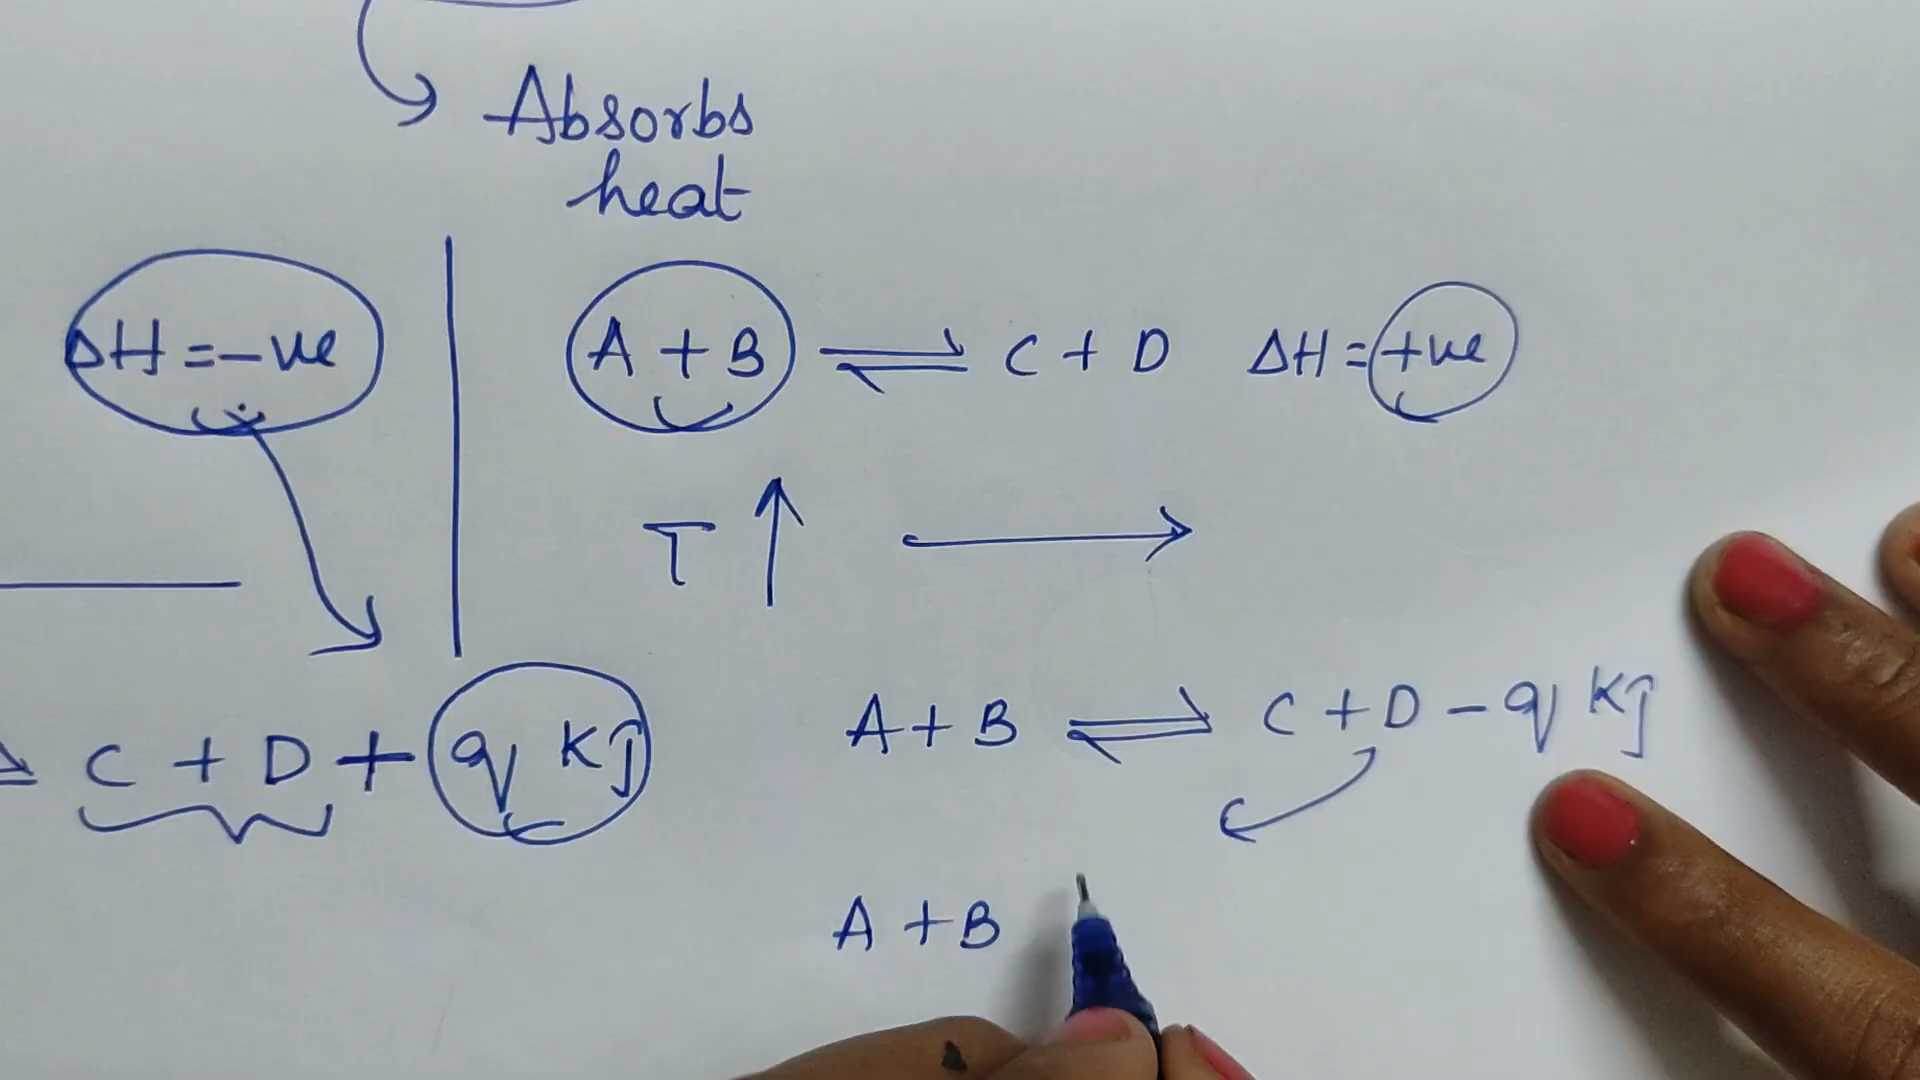 Absorbs
heat
ΔH = -ve
A + B ⇌ C + D ΔH = +ve
T ↑ →
A + B ⇌ C + D - q KJ
⇌ C + D + q KJ
A + B